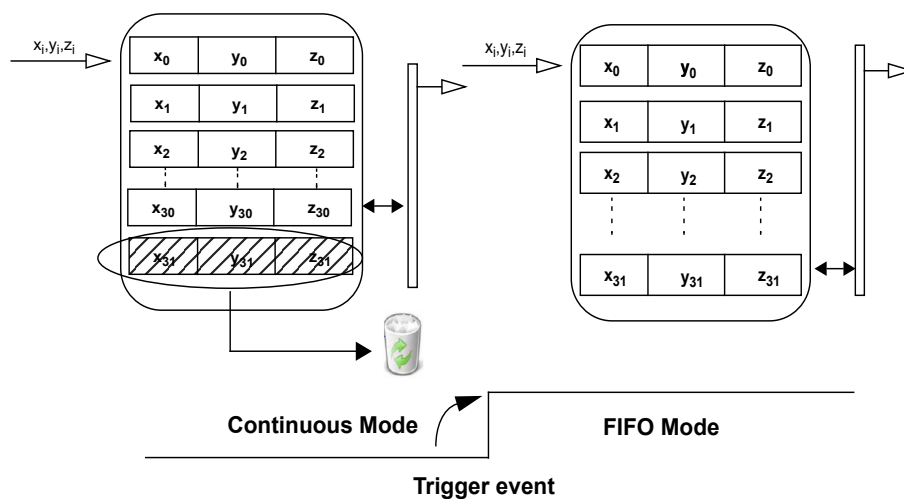 xi,yi,zi
x0 y0 z0
x1 y1 z1
x2 y2 z2
x30 y30 z30
x31 y31 z31
xi,yi,zi
x0 y0 z0
x1 y1 z1
x2 y2 z2
x31 y31 z31
Continuous Mode
FIFO Mode
Trigger event